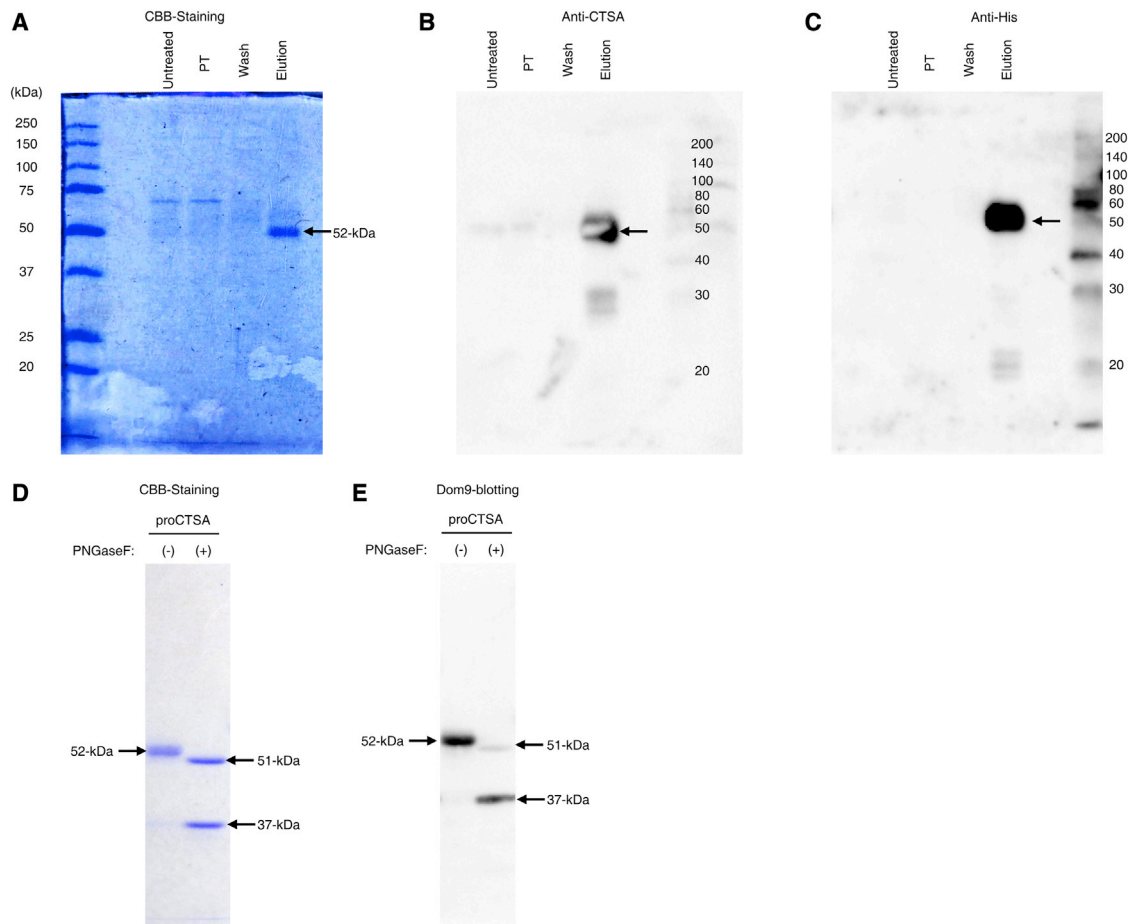 A
CBB-Staining
Untreated
PT
Wash
Elution
(kDa)
250
150
100
75
50
37
25
20
52-kDa
B
Anti-CTSA
Untreated
PT
Wash
Elution
200
140
100
80
60
50
40
30
20
C
Anti-His
Untreated
PT
Wash
Elution
200
140
100
80
60
50
40
30
20
D
CBB-Staining
proCTSA
PNGaseF: (-) (+)
52-kDa
51-kDa
37-kDa
E
Dom9-blotting
proCTSA
PNGaseF: (-) (+)
52-kDa
51-kDa
37-kDa